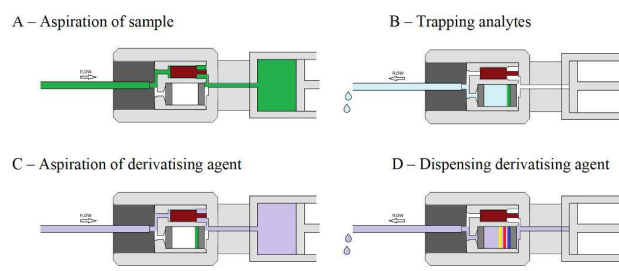 A – Aspiration of sample
B – Trapping analytes
FLOW
FLOW
C – Aspiration of derivatising agent
D – Dispensing derivatising agent
FLOW
FLOW